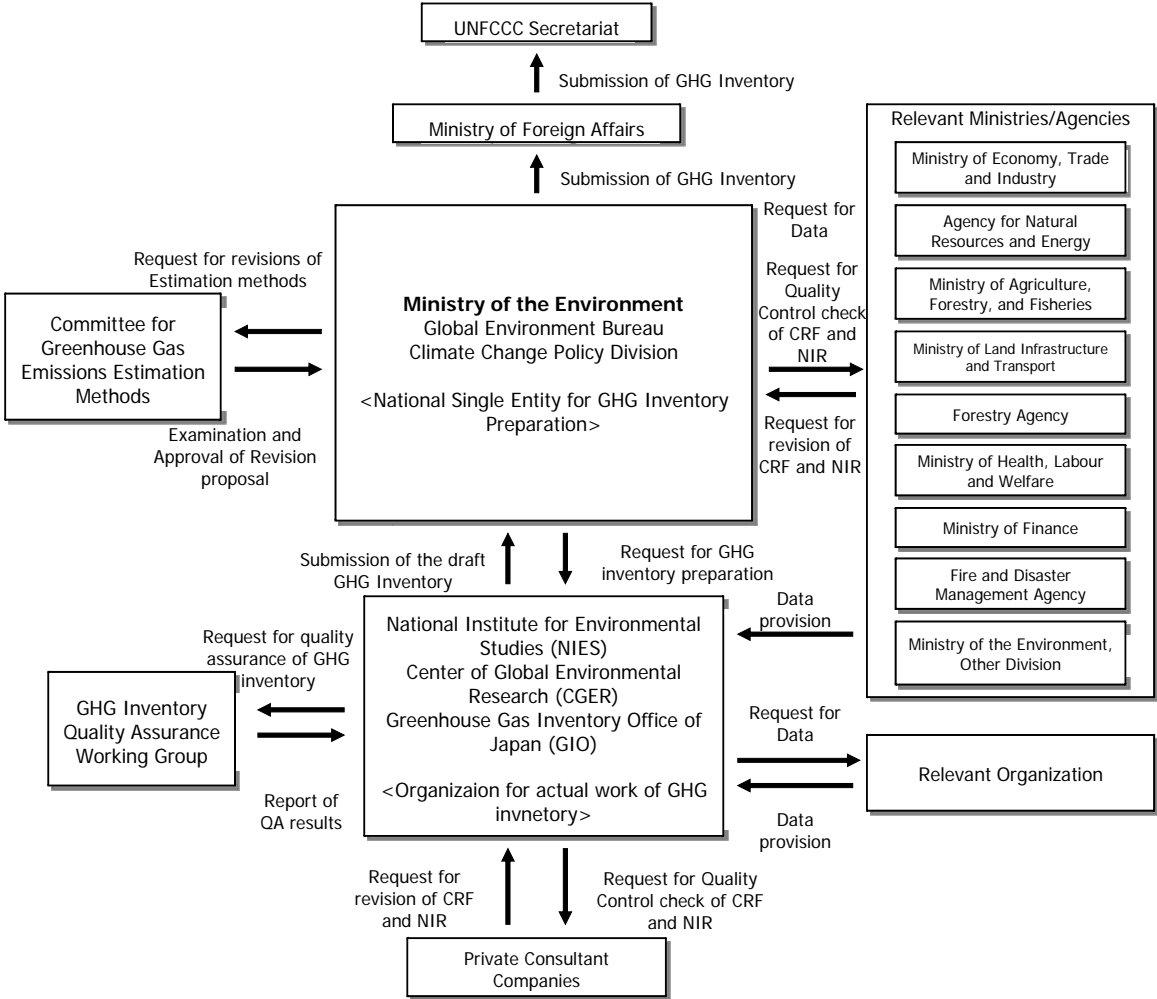 UNFCCC Secretariat
Submission of GHG Inventory
Ministry of Foreign Affairs
Submission of GHG Inventory
Relevant Ministries/Agencies
Ministry of Economy, Trade
and Industry
Agency for Natural
Resources and Energy
Ministry of Agriculture,
Forestry, and Fisheries
Ministry of Land Infrastructure
and Transport
Forestry Agency
Ministry of Health, Labour
and Welfare
Ministry of Finance
Fire and Disaster
Management Agency
Ministry of the Environment,
Other Division
Request for
Data
Request for
Quality
Control check
of CRF and
NIR
Request for
revision of
CRF and NIR
Ministry of the Environment
Global Environment Bureau
Climate Change Policy Division
<National Single Entity for GHG Inventory
Preparation>
Request for revisions of
Estimation methods
Committee for
Greenhouse Gas
Emissions Estimation
Methods
Examination and
Approval of Revision
proposal
Submission of the draft
GHG Inventory
Request for GHG
inventory preparation
Data
provision
National Institute for Environmental
Studies (NIES)
Center of Global Environmental
Research (CGER)
Greenhouse Gas Inventory Office of
Japan (GIO)
<Organizaion for actual work of GHG
invnetory>
Request for quality
assurance of GHG
inventory
GHG Inventory
Quality Assurance
Working Group
Report of
QA results
Request for
Data
Relevant Organization
Data
provision
Request for
revision of CRF
and NIR
Request for Quality
Control check of CRF
and NIR
Private Consultant
Companies